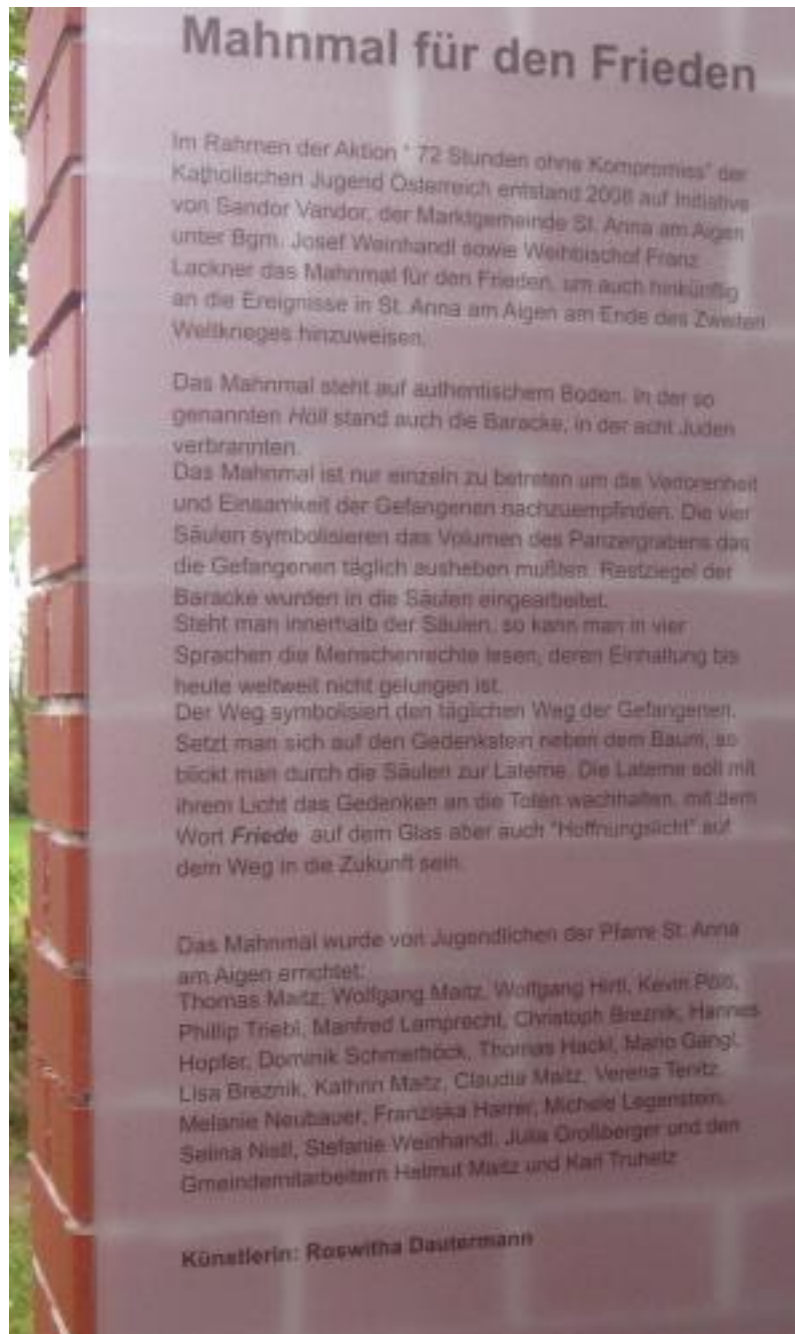 Mahnmal für den Frieden
Im Rahmen der Aktion " 72 Stunden ohne Kompromiss" der
Katholischen Jugend Österreich entstand 2008 auf Initiative
von Sandor Vandor, der Marktgemeinde St. Anna am Aigen
unter Bgm. Josef Weinhandl sowie Weihbischof Franz
Lackner das Mahnmal für den Frieden, um auch hinkünftig
an die Ereignisse in St. Anna am Aigen am Ende des Zweiten
Weltkrieges hinzuweisen.
Das Mahnmal steht auf authentischem Boden. In der so
genannten Höll stand auch die Baracke, in der acht Juden
verbrannten.
Das Mahnmal ist nur einzeln zu betreten um die Verlorenheit
und Einsamkeit der Gefangenen nachzuempfinden. Die vier
Säulen symbolisieren das Volumen des Panzergrabens das
die Gefangenen täglich ausheben mußten. Restziegel der
Baracke wurden in die Säulen eingearbeitet.
Steht man innerhalb der Säulen, so kann man in vier
Sprachen die Menschenrechte lesen, deren Einhaltung bis
heute weltweit nicht gelungen ist.
Der Weg symbolisiert den täglichen Weg der Gefangenen.
Setzt man sich auf den Gedenkstein neben dem Baum, so
blickt man durch die Säulen zur Laterne. Die Laterne soll mit
ihrem Licht das Gedenken an die Toten wachhalten, mit dem
Wort Friede auf dem Glas aber auch "Hoffnungslicht" auf
dem Weg in die Zukunft sein.
Das Mahnmal wurde von Jugendlichen der Pfarre St. Anna
am Aigen errichtet:
Thomas Maitz, Wolfgang Maitz, Wolfgang Hirtl, Kevin
Phillip Triebl, Manfred Lamprecht, Christoph Breznik, Hannes
Hopfer, Dominik Schmerböck, Thomas Hackl, Mario Gangl,
Lisa Breznik, Kathrin Maitz, Claudia Maitz, Verena
Melanie Neubauer, Franziska Harrer, Michele Legenstein,
Selina Nistl, Stefanie Weinhandl, Julia Großberger und den
Gmeindemitarbeitern Helmut Maitz und Karl Truhetz
Künstlerin: Roswitha Dautermann